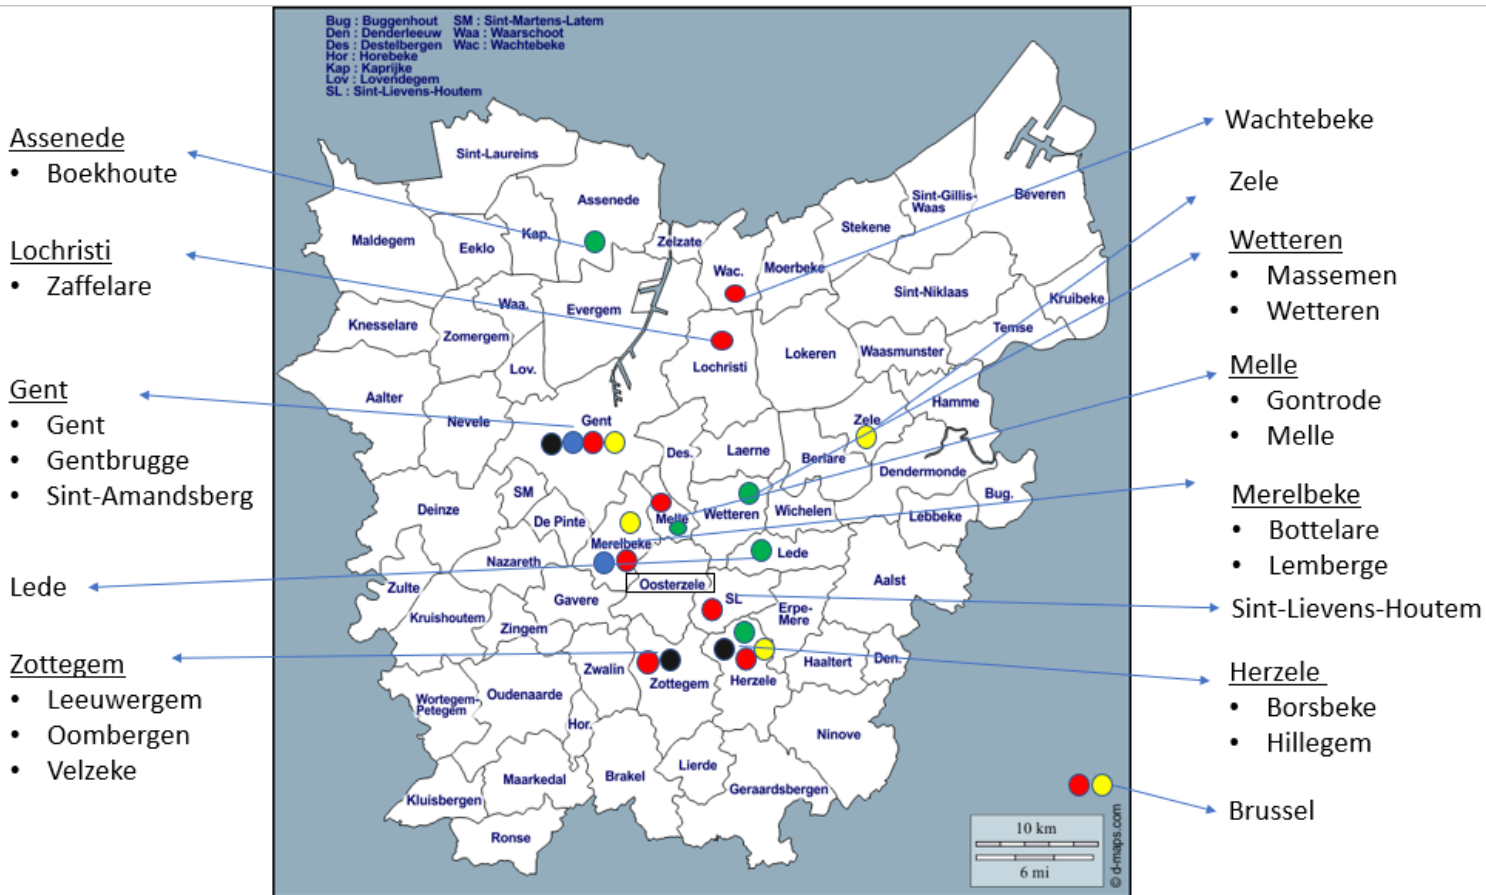 Bug : Buggenhout SM : Sint-Martens-Latem
Den : Denderleeuw Waa : Waarschoot
Des : Destelbergen Wac : Wachtebeke
Hor : Horebeke
Kap : Kaprijke
Lov : Lovendegem
SL : Sint-Lievens-Houtem
Assenede
• Boekhoute
Lochristi
• Zaffelare
Gent
• Gent
• Gentbrugge
• Sint-Amandsberg
Lede
Zottegem
• Leeuwergem
• Oombergen
• Velzeke
Sint-Laureins
Assenede
Maldegem
Eeklo
Kap.
Zelzate
Wac.
Moerbeke
Stekene
Sint-Gillis-
Waas
Beveren
Waa.
Evergem
Sint-Niklaas
Kruibeke
Temse
Knesselare
Zomergem
Lov.
Lochristi
Lokeren
Waasmunster
Aalter
Nevele
Gent
Zele
Hamme
Des.
Laerne
Berlare
Dendermonde
Bug.
SM
Deinze
De Pinte
Melle
Wetteren
Wichelen
Lebbeke
Merelbeke
Lede
Nazareth
Oosterzele
Aalst
Zulte
Kruishoutem
Gavere
SL
Erpe-
Mere
Zingem
Zwalin
Zottegem
Herzele
Haaltert
Den.
Wortegem-
Petegem
Oudenaarde
Hor.
Ninove
Maarkedal
Brakel
Lierde
Geraardsbergen
Kluisbergen
Ronse
10 km
6 mi
© d-maps.com
Wachtebeke
Zele
Wetteren
• Massemen
• Wetteren
Melle
• Gontrode
• Melle
Merelbeke
• Bottelare
• Lemberge
Sint-Lievens-Houtem
Herzele
• Borsbeke
• Hillegem
Brussel